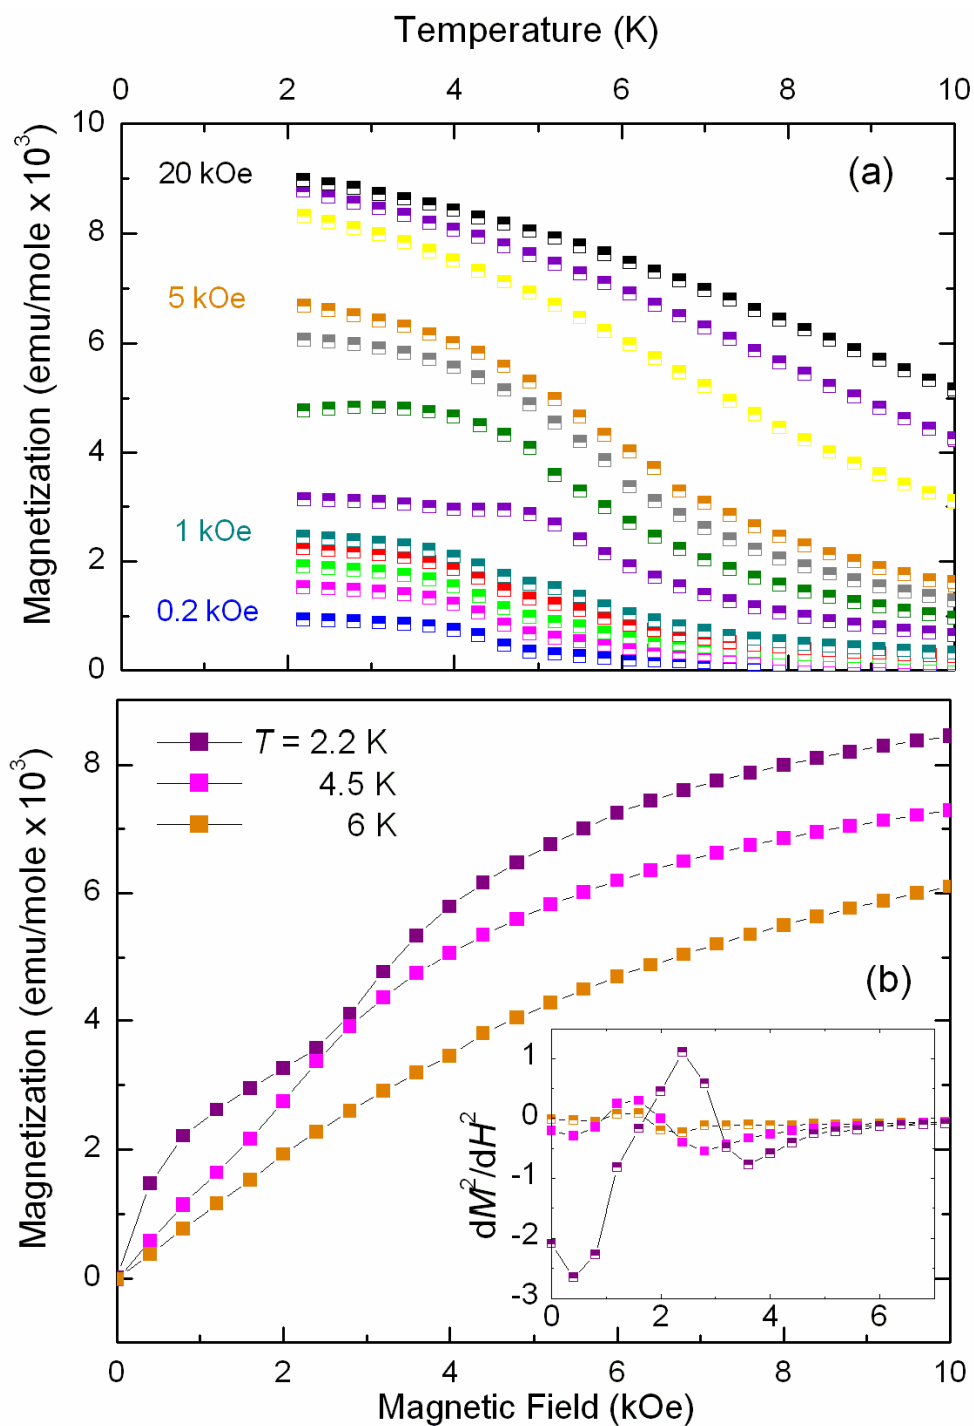 Temperature (K)
0 2 4 6 8 10
10
8
6
4
2
0
Magnetization (emu/mole x 10³)
(a)
20 kOe
5 kOe
1 kOe
0.2 kOe
8
6
4
2
0
Magnetization (emu/mole x 10³)
T = 2.2 K
4.5 K
6 K
(b)
1
0
-1
-2
-3
dM²/dH²
0 2 4 6
0 2 4 6 8 10
Magnetic Field (kOe)